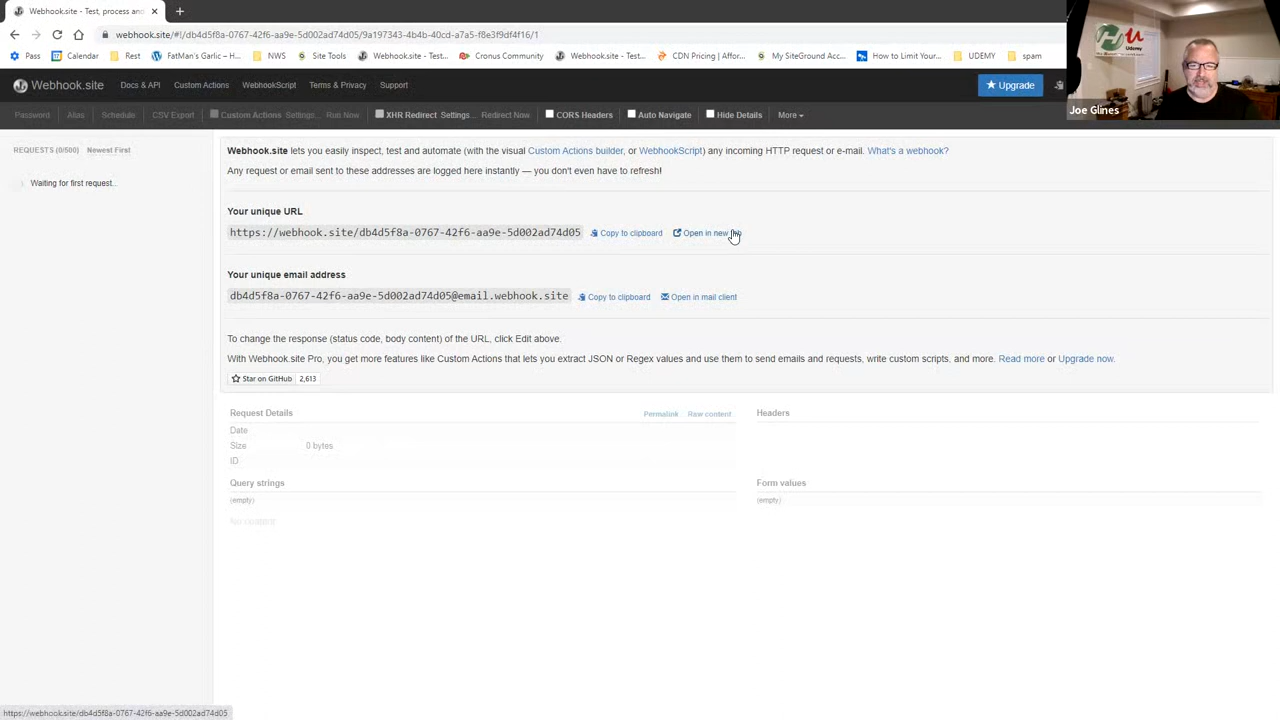 Webhook.site - Test, process and
webhook.site/#!/db4d5f8a-0767-42f6-aa9e-5d002ad74d05/9a197343-4b4b-40cd-a7a5-f8e3f9df4f16/1
Pass Calendar Rest FatMan's Garlic – H... NWS Site Tools Webhook.site - Test... Cronus Community Webhook.site - Test... CDN Pricing | Affor... My SiteGround Acc... How to Limit Your... UDEMY spam
Hu
Udemy
Joe Glines
Webhook.site Docs & API Custom Actions WebhookScript Terms & Privacy Support Upgrade
Password Alias Schedule CSV Export Custom Actions Settings... Run Now XHR Redirect Settings... Redirect Now CORS Headers Auto Navigate Hide Details More
REQUESTS (0/500) Newest First
Waiting for first request...
Webhook.site lets you easily inspect, test and automate (with the visual Custom Actions builder, or WebhookScript) any incoming HTTP request or e-mail. What's a webhook?
Any request or email sent to these addresses are logged here instantly — you don't even have to refresh!
Your unique URL
https://webhook.site/db4d5f8a-0767-42f6-aa9e-5d002ad74d05 Copy to clipboard Open in new tab
Your unique email address
db4d5f8a-0767-42f6-aa9e-5d002ad74d05@email.webhook.site Copy to clipboard Open in mail client
To change the response (status code, body content) of the URL, click Edit above.
With Webhook.site Pro, you get more features like Custom Actions that lets you extract JSON or Regex values and use them to send emails and requests, write custom scripts, and more. Read more or Upgrade now.
Star on GitHub 2,613
Request Details Permalink Raw content Headers
Date
Size 0 bytes
ID
Query strings Form values
(empty) (empty)
No content
https://webhook.site/db4d5f8a-0767-42f6-aa9e-5d002ad74d05